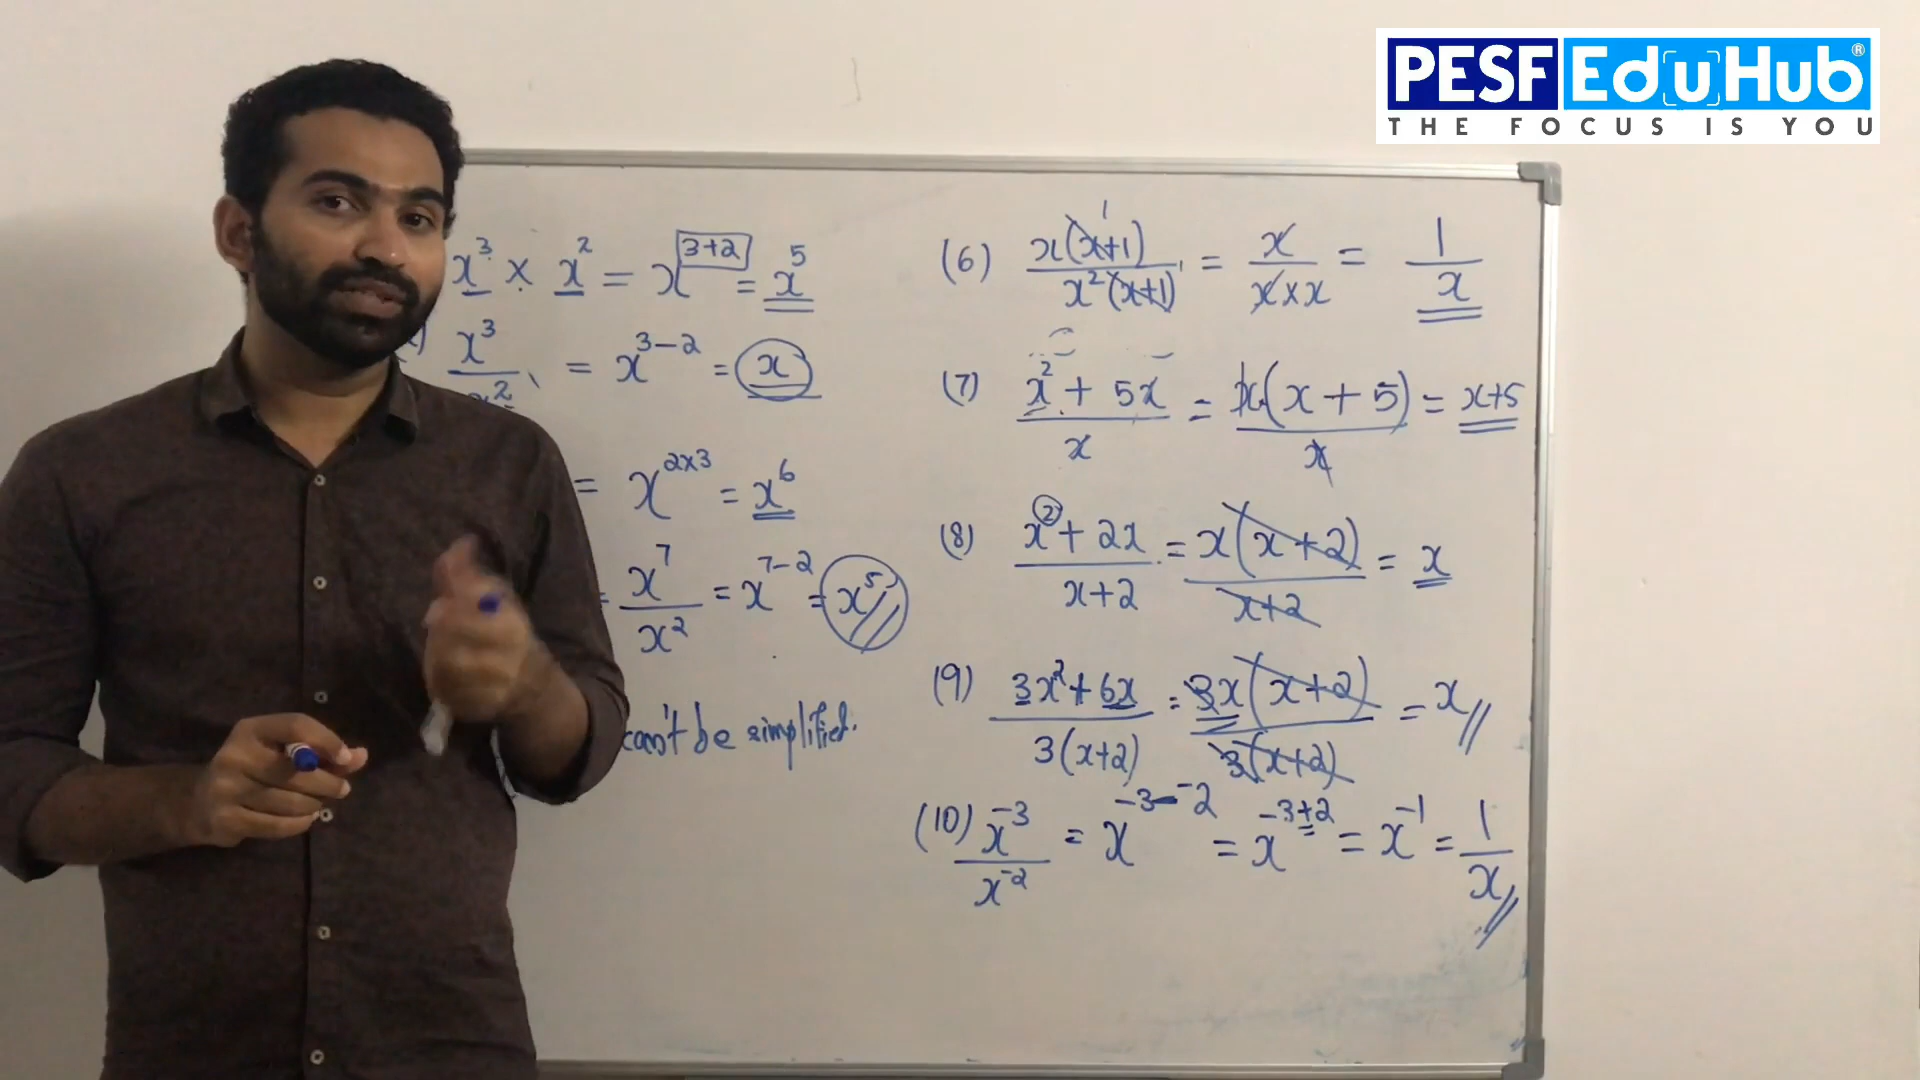 PESF EduHub®
THE FOCUS IS YOU
x³ × x² = x^{3+2} = x⁵
x³/x² = x^{3-2} = x
= x^{2×3} = x⁶
= x⁷/x² = x^{7-2} = x⁵
can't be simplified.
(6) x(x+1)/x²(x+1) = x/x×x = 1/x
(7) x² + 5x/x = x(x + 5)/x = x+5
(8) x² + 2x/x+2 = x(x+2)/x+2 = x
(9) 3x² + 6x/3(x+2) = 3x(x+2)/3(x+2) = x
(10) x⁻³/x⁻² = x^{-3--2} = x^{-3+2} = x⁻¹ = 1/x